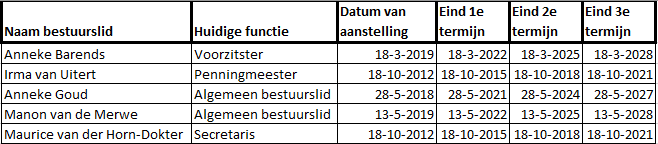 Naam bestuurslid Huidige functie Datum van aanstelling Eind 1e termijn Eind 2e termijn Eind 3e termijn
Anneke Barends Voorzitster 18-3-2019 18-3-2022 18-3-2025 18-3-2028
Irma van Uitert Penningmeester 18-10-2012 18-10-2015 18-10-2018 18-10-2021
Anneke Goud Algemeen bestuurslid 28-5-2018 28-5-2021 28-5-2024 28-5-2027
Manon van de Merwe Algemeen bestuurslid 13-5-2019 13-5-2022 13-5-2025 13-5-2028
Maurice van der Horn-Dokter Secretaris 18-10-2012 18-10-2015 18-10-2018 18-10-2021